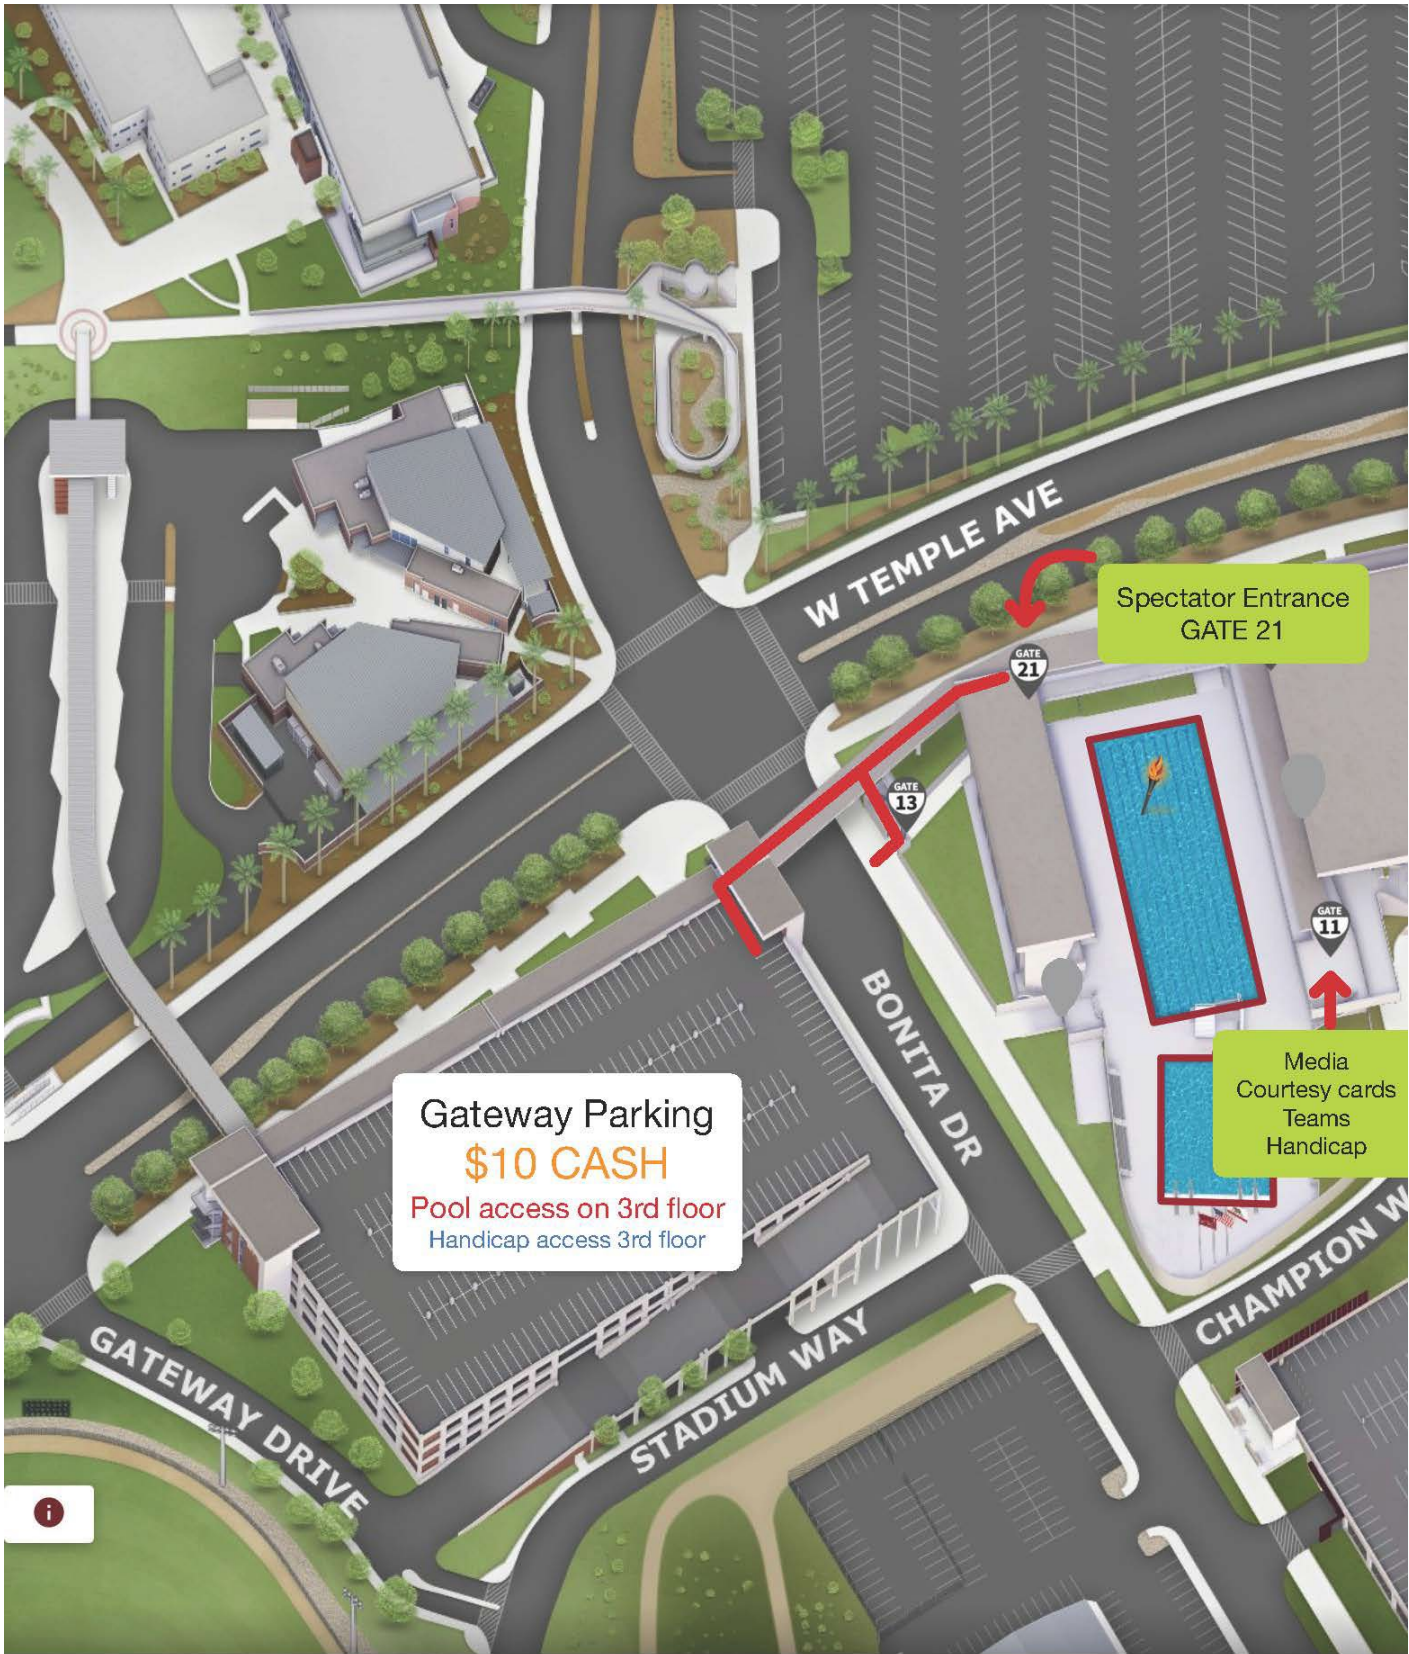 W TEMPLE AVE
Spectator Entrance
GATE 21
GATE
21
GATE
13
GATE
11
BONITA DR
Media
Courtesy cards
Teams
Handicap
Gateway Parking
$10 CASH
Pool access on 3rd floor
Handicap access 3rd floor
CHAMPION W
GATEWAY DRIVE
STADIUM WAY
i